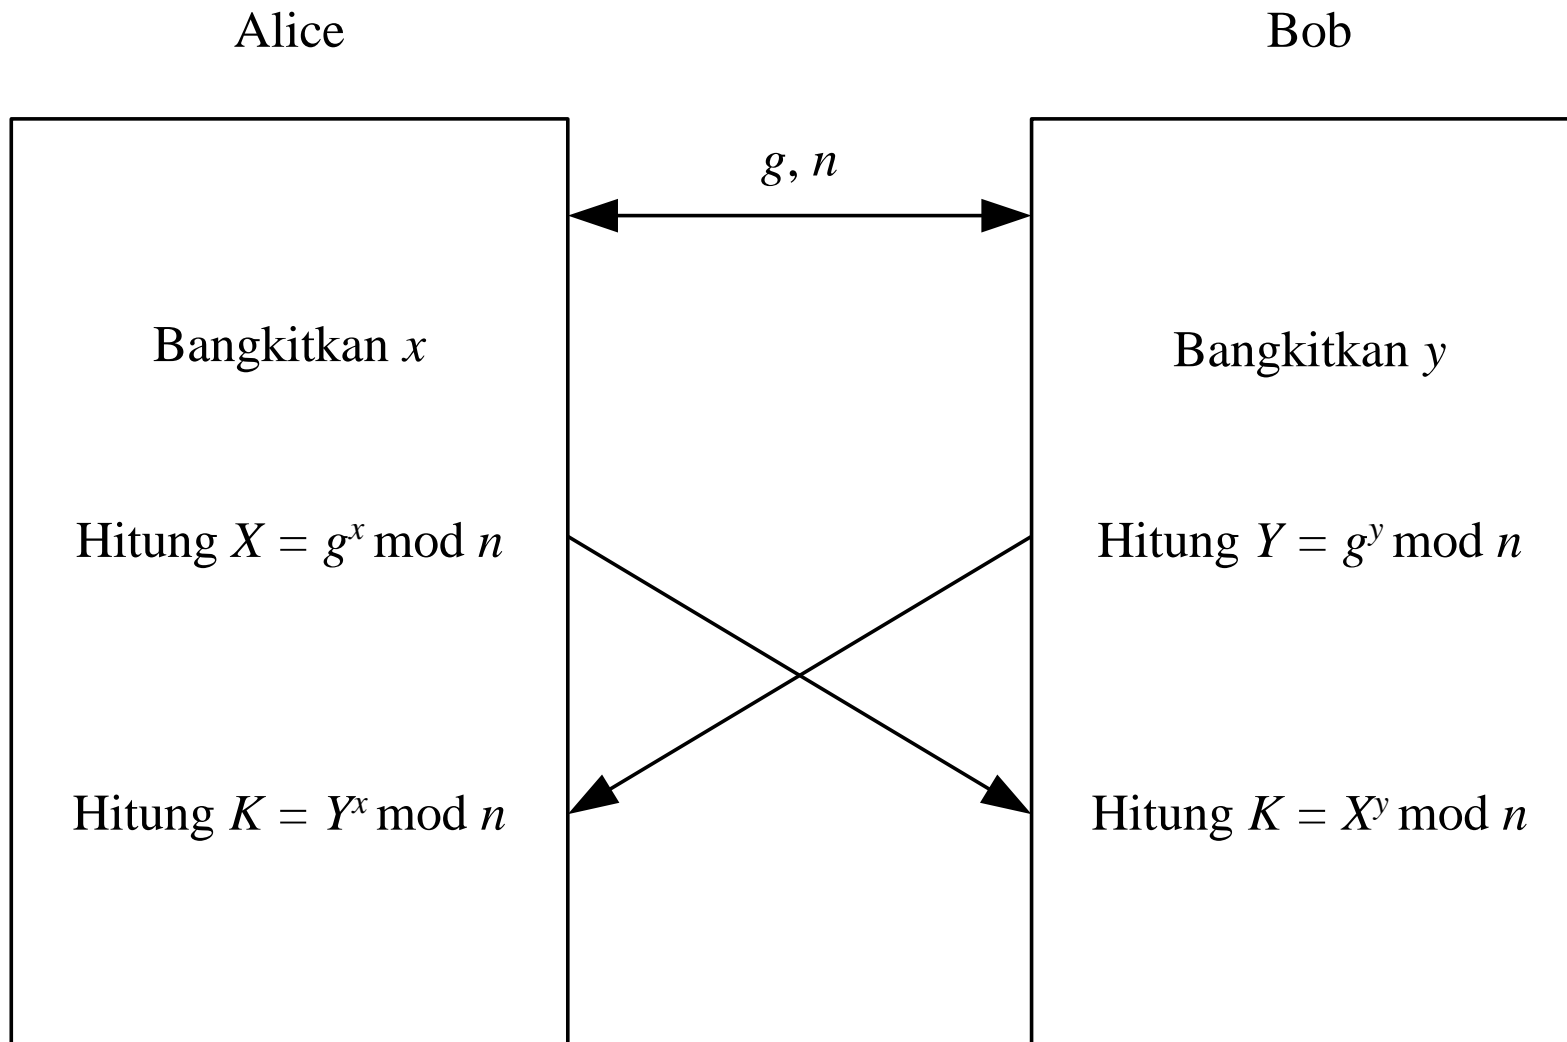 Alice
Bob
g, n
Bangkitkan x
Bangkitkan y
Hitung X = g^x mod n
Hitung Y = g^y mod n
Hitung K = Y^x mod n
Hitung K = X^y mod n